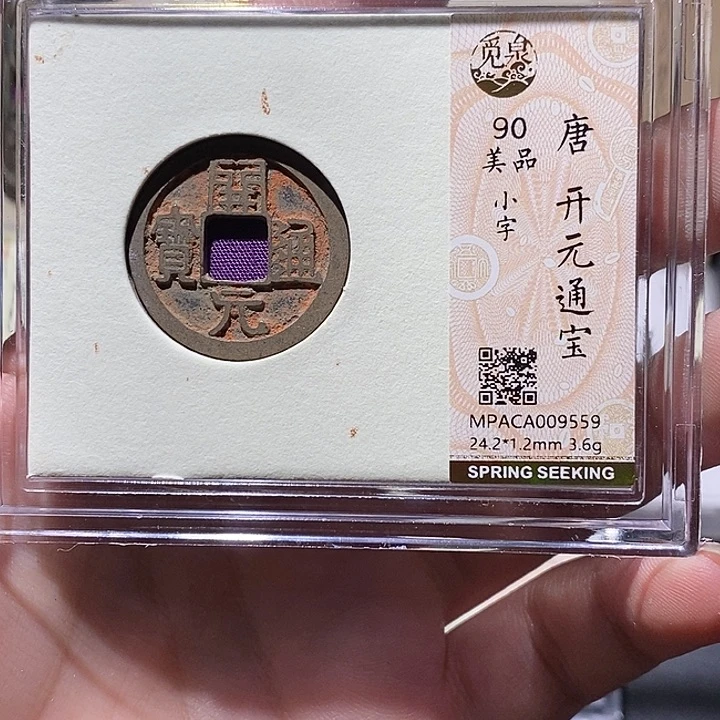 開元通寶
覓泉
90
美品
小字
唐 开元通宝
MPACA009559
24.2*1.2mm 3.6g
SPRING SEEKING